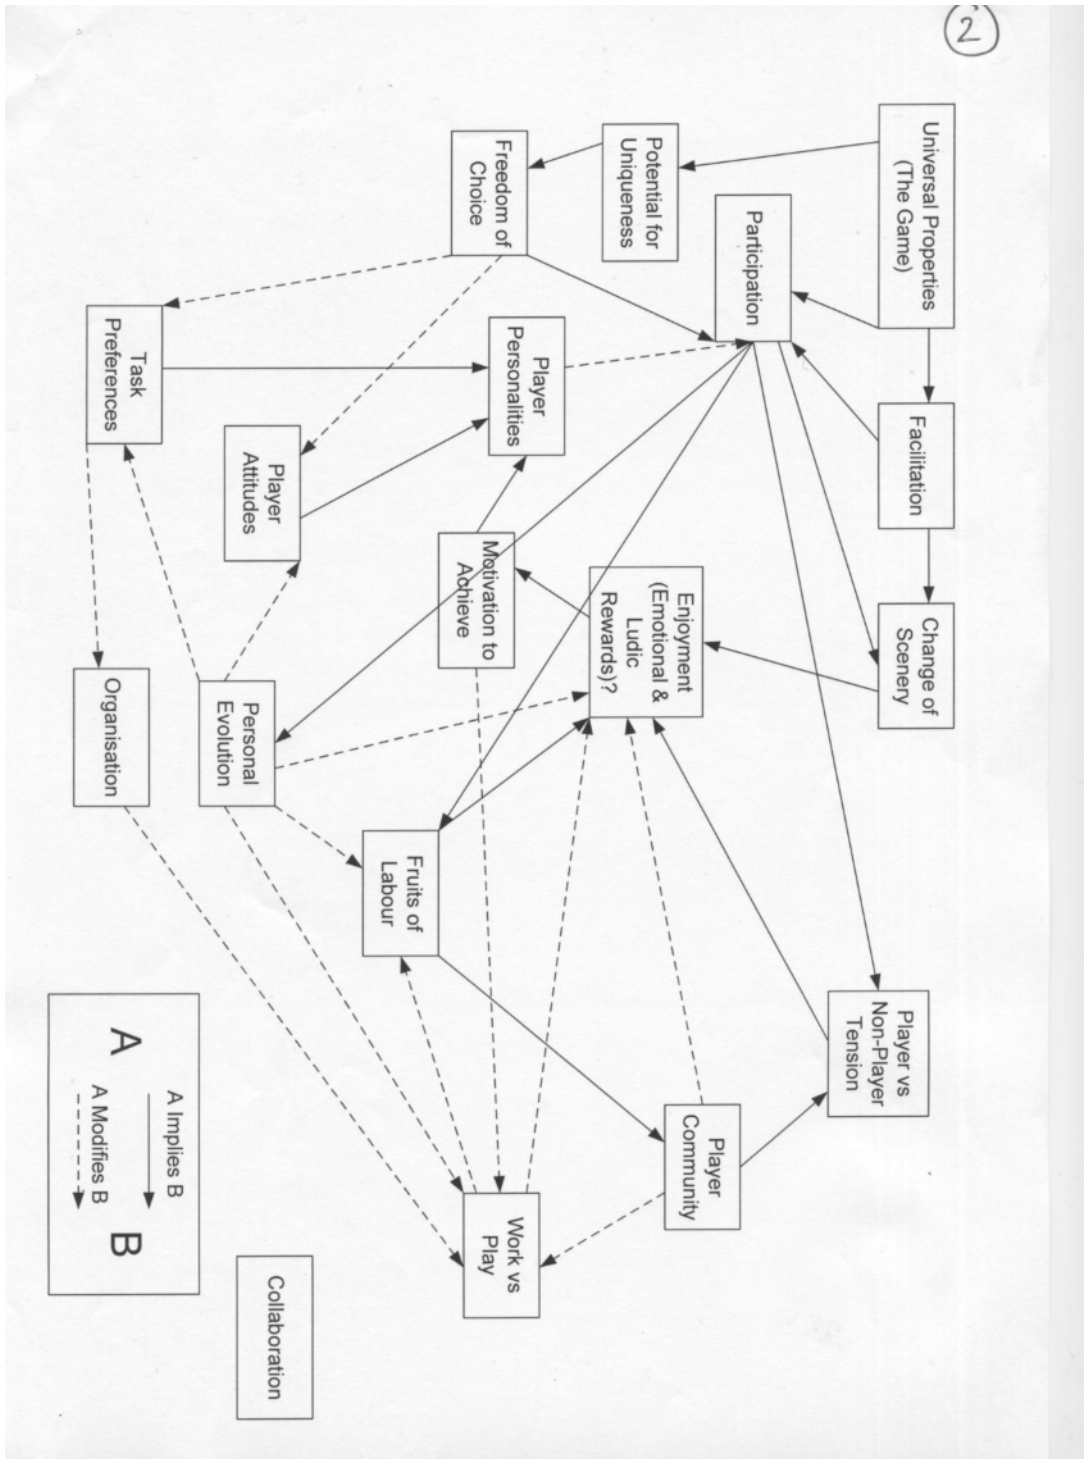 2
Universal Properties
(The Game)
Facilitation
Change of
Scenery
Player vs
Non-Player
Tension
Participation
Potential for
Uniqueness
Enjoyment
(Emotional &
Ludic
Rewards)?
Player
Community
Freedom of
Choice
Player
Personalities
Motivation to
Achieve
Fruits of
Labour
Work vs
Play
Player
Attitudes
Personal
Evolution
Collaboration
Task
Preferences
Organisation
A Implies B
A
B
A Modifies B